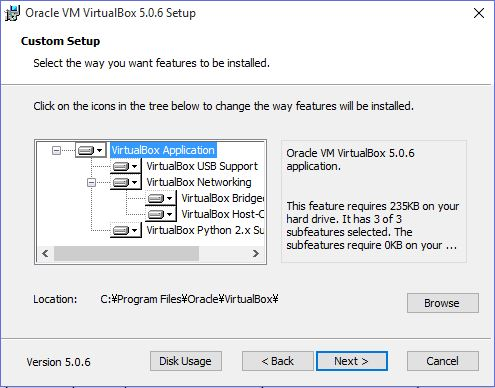 Oracle VM VirtualBox 5.0.6 Setup
Custom Setup
Select the way you want features to be installed.
Click on the icons in the tree below to change the way features will be installed.
VirtualBox Application
VirtualBox USB Support
VirtualBox Networking
VirtualBox Bridge
VirtualBox Host-
VirtualBox Python 2.x Su
Oracle VM VirtualBox 5.0.6
application.
This feature requires 235KB on your
hard drive. It has 3 of 3
subfeatures selected. The
subfeatures require 0KB on your ...
Location: C:¥Program Files¥Oracle¥VirtualBox¥
Browse
Version 5.0.6
Disk Usage
< Back
Next >
Cancel